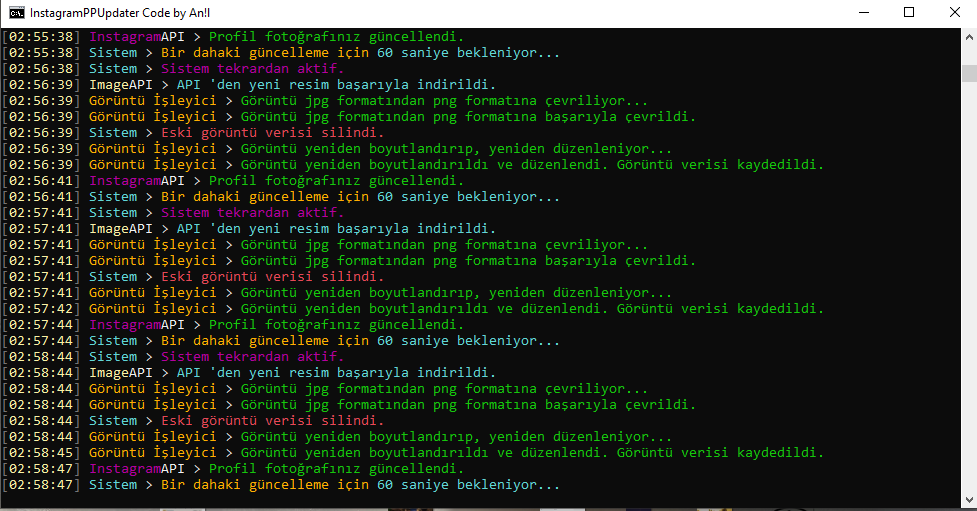 InstagramPPUpdater Code by An!l
[02:55:38] InstagramAPI > Profil fotoğrafınız güncellendi.
[02:55:38] Sistem > Bir dahaki güncelleme için 60 saniye bekleniyor...
[02:56:38] Sistem > Sistem tekrardan aktif.
[02:56:39] ImageAPI > API 'den yeni resim başarıyla indirildi.
[02:56:39] Görüntü İşleyici > Görüntü jpg formatından png formatına çevriliyor...
[02:56:39] Görüntü İşleyici > Görüntü jpg formatından png formatına başarıyla çevrildi.
[02:56:39] Sistem > Eski görüntü verisi silindi.
[02:56:39] Görüntü İşleyici > Görüntü yeniden boyutlandırıp, yeniden düzenleniyor...
[02:56:39] Görüntü İşleyici > Görüntü yeniden boyutlandırıldı ve düzenlendi. Görüntü verisi kaydedildi.
[02:56:41] InstagramAPI > Profil fotoğrafınız güncellendi.
[02:56:41] Sistem > Bir dahaki güncelleme için 60 saniye bekleniyor...
[02:57:41] Sistem > Sistem tekrardan aktif.
[02:57:41] ImageAPI > API 'den yeni resim başarıyla indirildi.
[02:57:41] Görüntü İşleyici > Görüntü jpg formatından png formatına çevriliyor...
[02:57:41] Görüntü İşleyici > Görüntü jpg formatından png formatına başarıyla çevrildi.
[02:57:41] Sistem > Eski görüntü verisi silindi.
[02:57:41] Görüntü İşleyici > Görüntü yeniden boyutlandırıp, yeniden düzenleniyor...
[02:57:42] Görüntü İşleyici > Görüntü yeniden boyutlandırıldı ve düzenlendi. Görüntü verisi kaydedildi.
[02:57:44] InstagramAPI > Profil fotoğrafınız güncellendi.
[02:57:44] Sistem > Bir dahaki güncelleme için 60 saniye bekleniyor...
[02:58:44] Sistem > Sistem tekrardan aktif.
[02:58:44] ImageAPI > API 'den yeni resim başarıyla indirildi.
[02:58:44] Görüntü İşleyici > Görüntü jpg formatından png formatına çevriliyor...
[02:58:44] Görüntü İşleyici > Görüntü jpg formatından png formatına başarıyla çevrildi.
[02:58:44] Sistem > Eski görüntü verisi silindi.
[02:58:44] Görüntü İşleyici > Görüntü yeniden boyutlandırıp, yeniden düzenleniyor...
[02:58:45] Görüntü İşleyici > Görüntü yeniden boyutlandırıldı ve düzenlendi. Görüntü verisi kaydedildi.
[02:58:47] InstagramAPI > Profil fotoğrafınız güncellendi.
[02:58:47] Sistem > Bir dahaki güncelleme için 60 saniye bekleniyor...